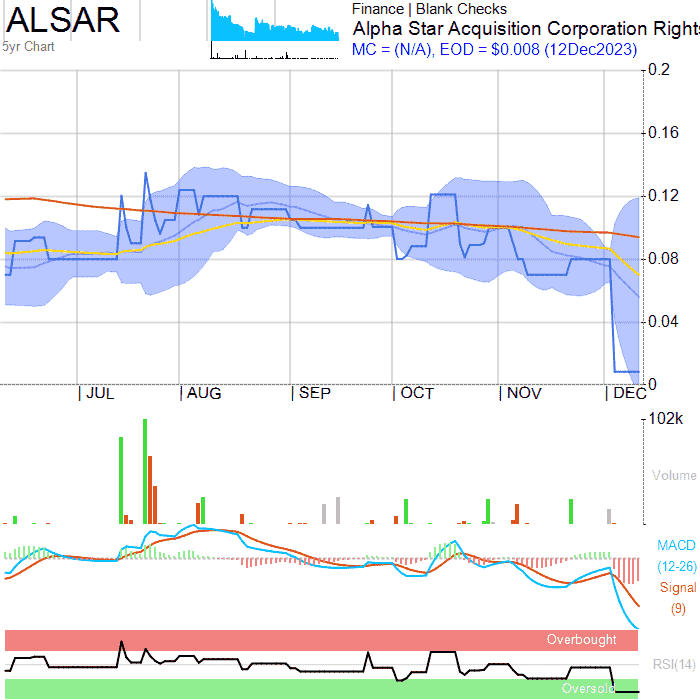 ALSAR
5yr Chart
Finance | Blank Checks
Alpha Star Acquisition Corporation Rights
MC = (N/A), EOD = $0.008 (12Dec2023)
0.2
0.16
0.12
0.08
0.04
0
| JUL | AUG | SEP | OCT | NOV | DEC
102k
Volume
MACD
(12-26)
Signal
(9)
Overbought
RSI(14)
Oversold